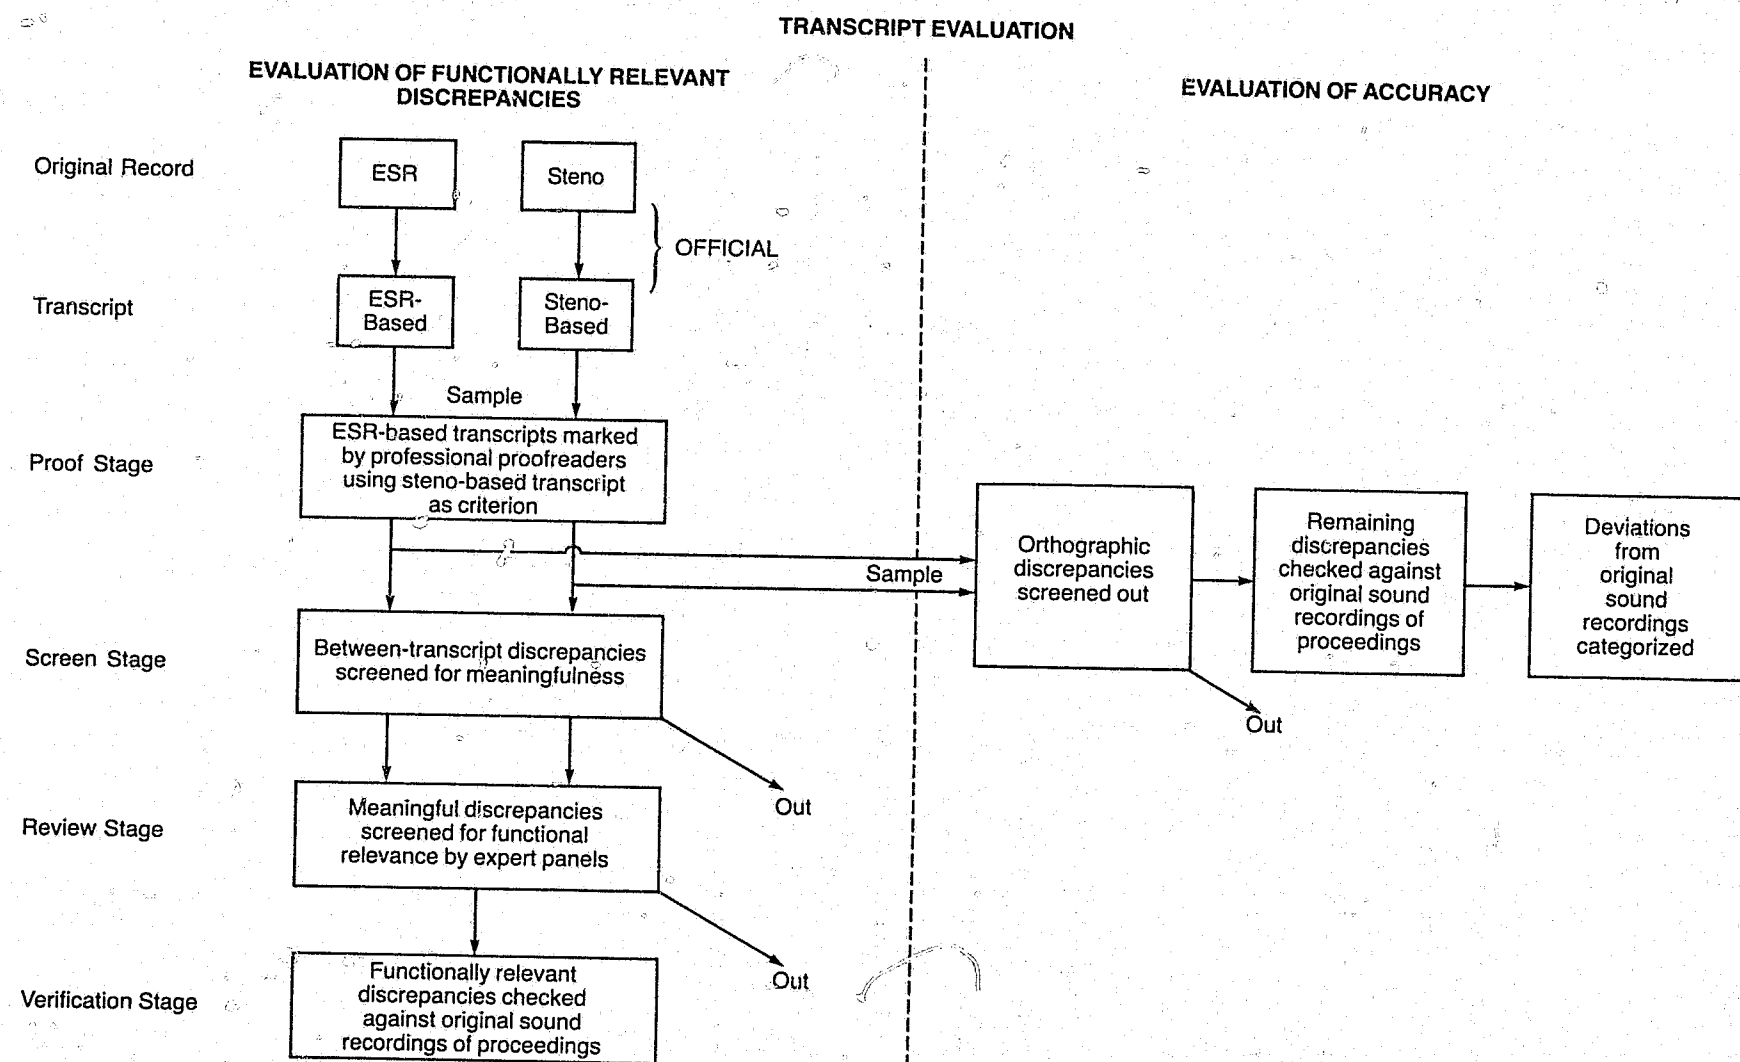 TRANSCRIPT EVALUATION
EVALUATION OF FUNCTIONALLY RELEVANT
DISCREPANCIES
EVALUATION OF ACCURACY
Original Record
ESR
Steno
OFFICIAL
Transcript
ESR-
Based
Steno-
Based
Sample
Proof Stage
ESR-based transcripts marked
by professional proofreaders
using steno-based transcript
as criterion
Sample
Orthographic
discrepancies
screened out
Out
Remaining
discrepancies
checked against
original sound
recordings of
proceedings
Deviations
from
original
sound
recordings
categorized
Screen Stage
Between-transcript discrepancies
screened for meaningfulness
Out
Review Stage
Meaningful discrepancies
screened for functional
relevance by expert panels
Out
Verification Stage
Functionally relevant
discrepancies checked
against original sound
recordings of proceedings